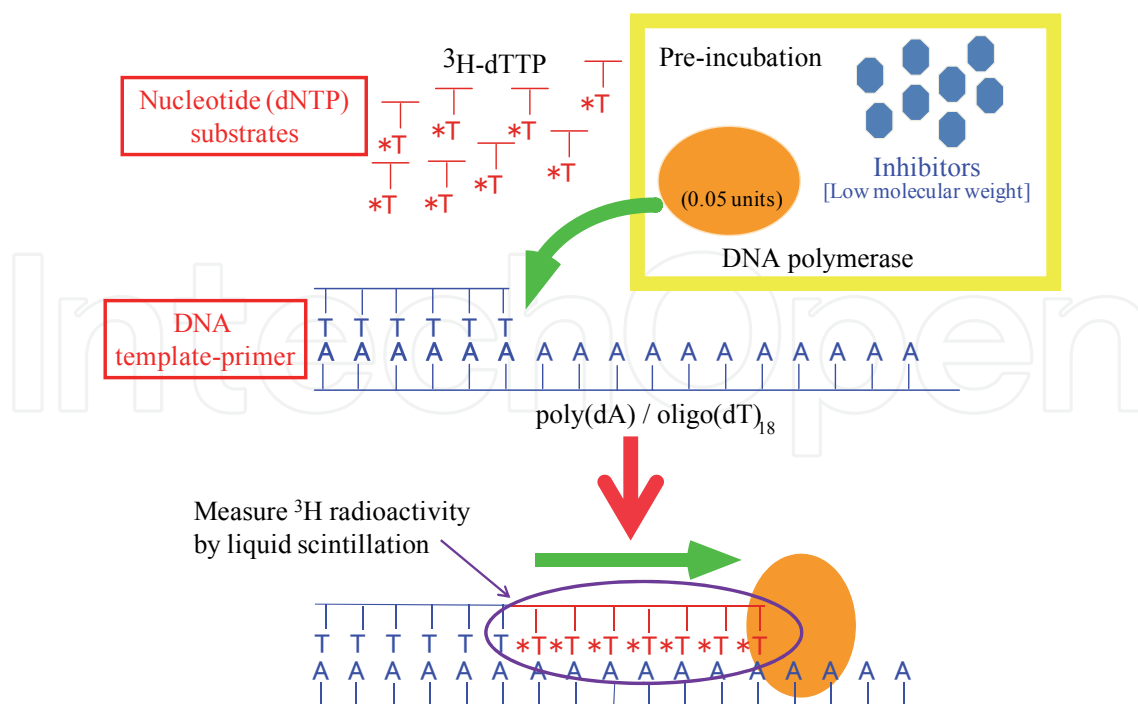 ³H-dTTP
Nucleotide (dNTP)
substrates
*T *T *T *T
*T *T *T *T
Pre-incubation
Inhibitors
[Low molecular weight]
(0.05 units)
DNA polymerase
IntechOpen
DNA
template-primer
T T T T T T
A A A A A A A A A A A A A A A A A
poly(dA) / oligo(dT)₁₈
Measure ³H radioactivity
by liquid scintillation
T T T T T T *T *T *T *T *T *T *T
A A A A A A A A A A A A A A A A A